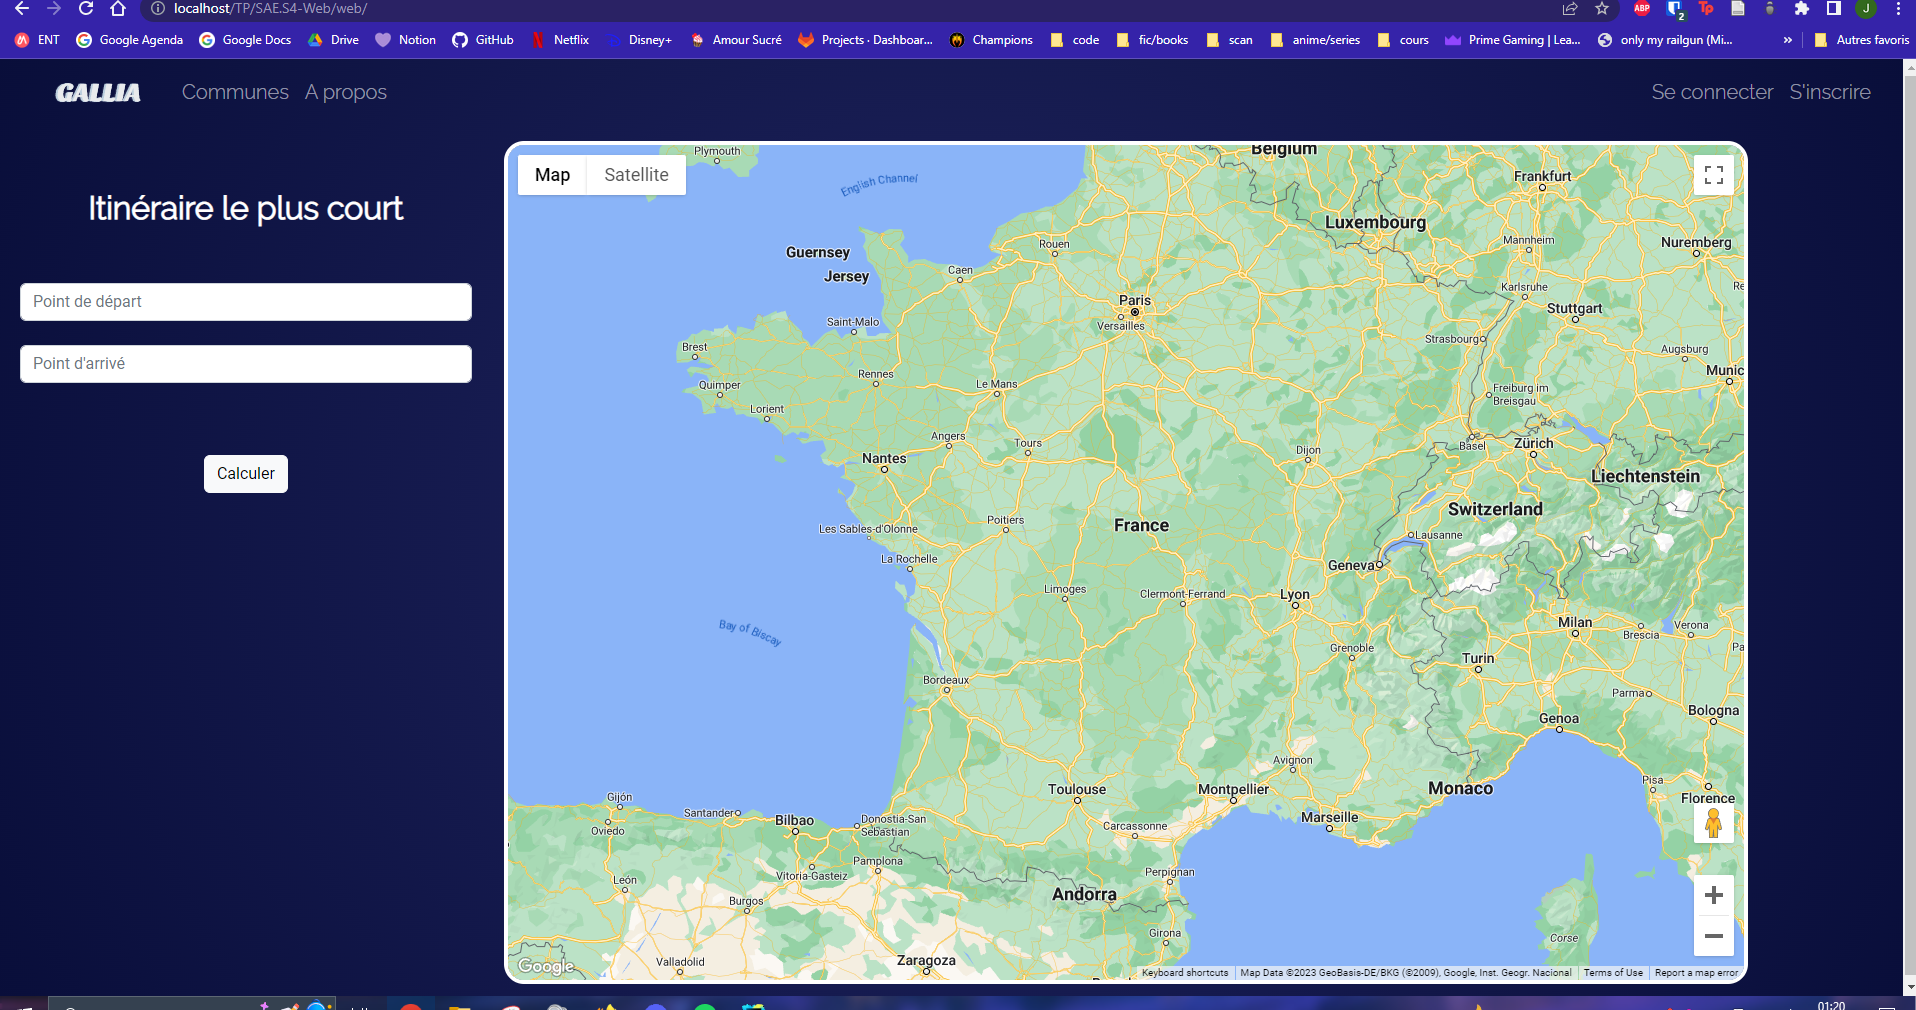 localhost/TP/SAE.S4-Web/web/
ABP
2
Tp
J
ENT
Google Agenda
Google Docs
Drive
Notion
GitHub
Netflix
Disney+
Amour Sucré
Projects · Dashboar...
Champions
code
fic/books
scan
anime/series
cours
Prime Gaming | Lea...
only my railgun (Mi...
»
Autres favoris
GALLIA
Communes
A propos
Se connecter
S'inscrire
Itinéraire le plus court
Point de départ
Point d'arrivé
Calculer
Map
Satellite
Plymouth
English Channel
Belgium
Frankfurt
Luxembourg
Mannheim
Nuremberg
Guernsey
Jersey
Rouen
Caen
Karlsruhe
Re
Paris
Versailles
Stuttgart
Saint-Malo
Strasbourg
Brest
Augsburg
Munic
Rennes
Quimper
Le Mans
Freiburg im
Breisgau
Lorient
Angers
Tours
Basel
Zürich
Dijon
Nantes
Liechtenstein
Switzerland
Poitiers
France
Les Sables-d'Olonne
Lausanne
La Rochelle
Geneva
Limoges
Clermont-Ferrand
Lyon
Milan
Verona
Brescia
Bay of Biscay
Grenoble
Pa
Turin
Bordeaux
Parma
Bologna
Genoa
Avignon
Pisa
Toulouse
Montpellier
Monaco
Florence
Gijón
Santander
Bilbao
Donostia-San
Sebastian
Oviedo
Carcassonne
Marseille
Pamplona
Vitoria-Gasteiz
Perpignan
León
Andorra
Burgos
Girona
Corse
Valladolid
Zaragoza
Google
Keyboard shortcuts
Map Data ©2023 GeoBasis-DE/BKG (©2009), Google, Inst. Geogr. Nacional
Terms of Use
Report a map error
01:20